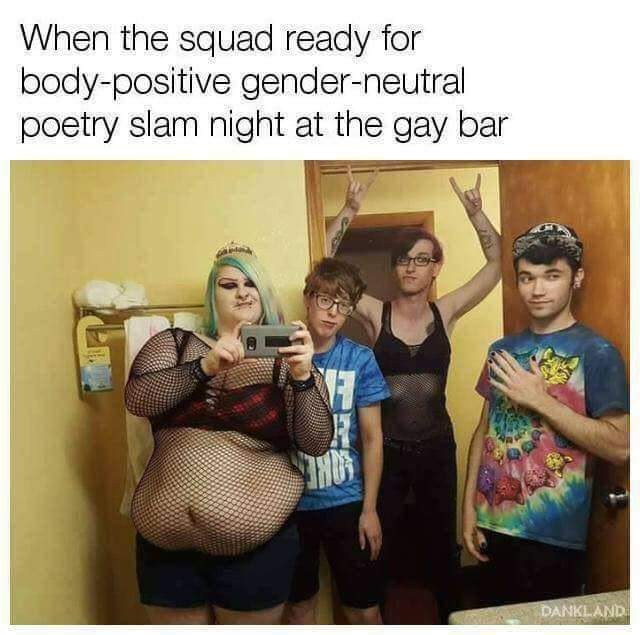 When the squad ready for
body-positive gender-neutral
poetry slam night at the gay bar
DANKLAND